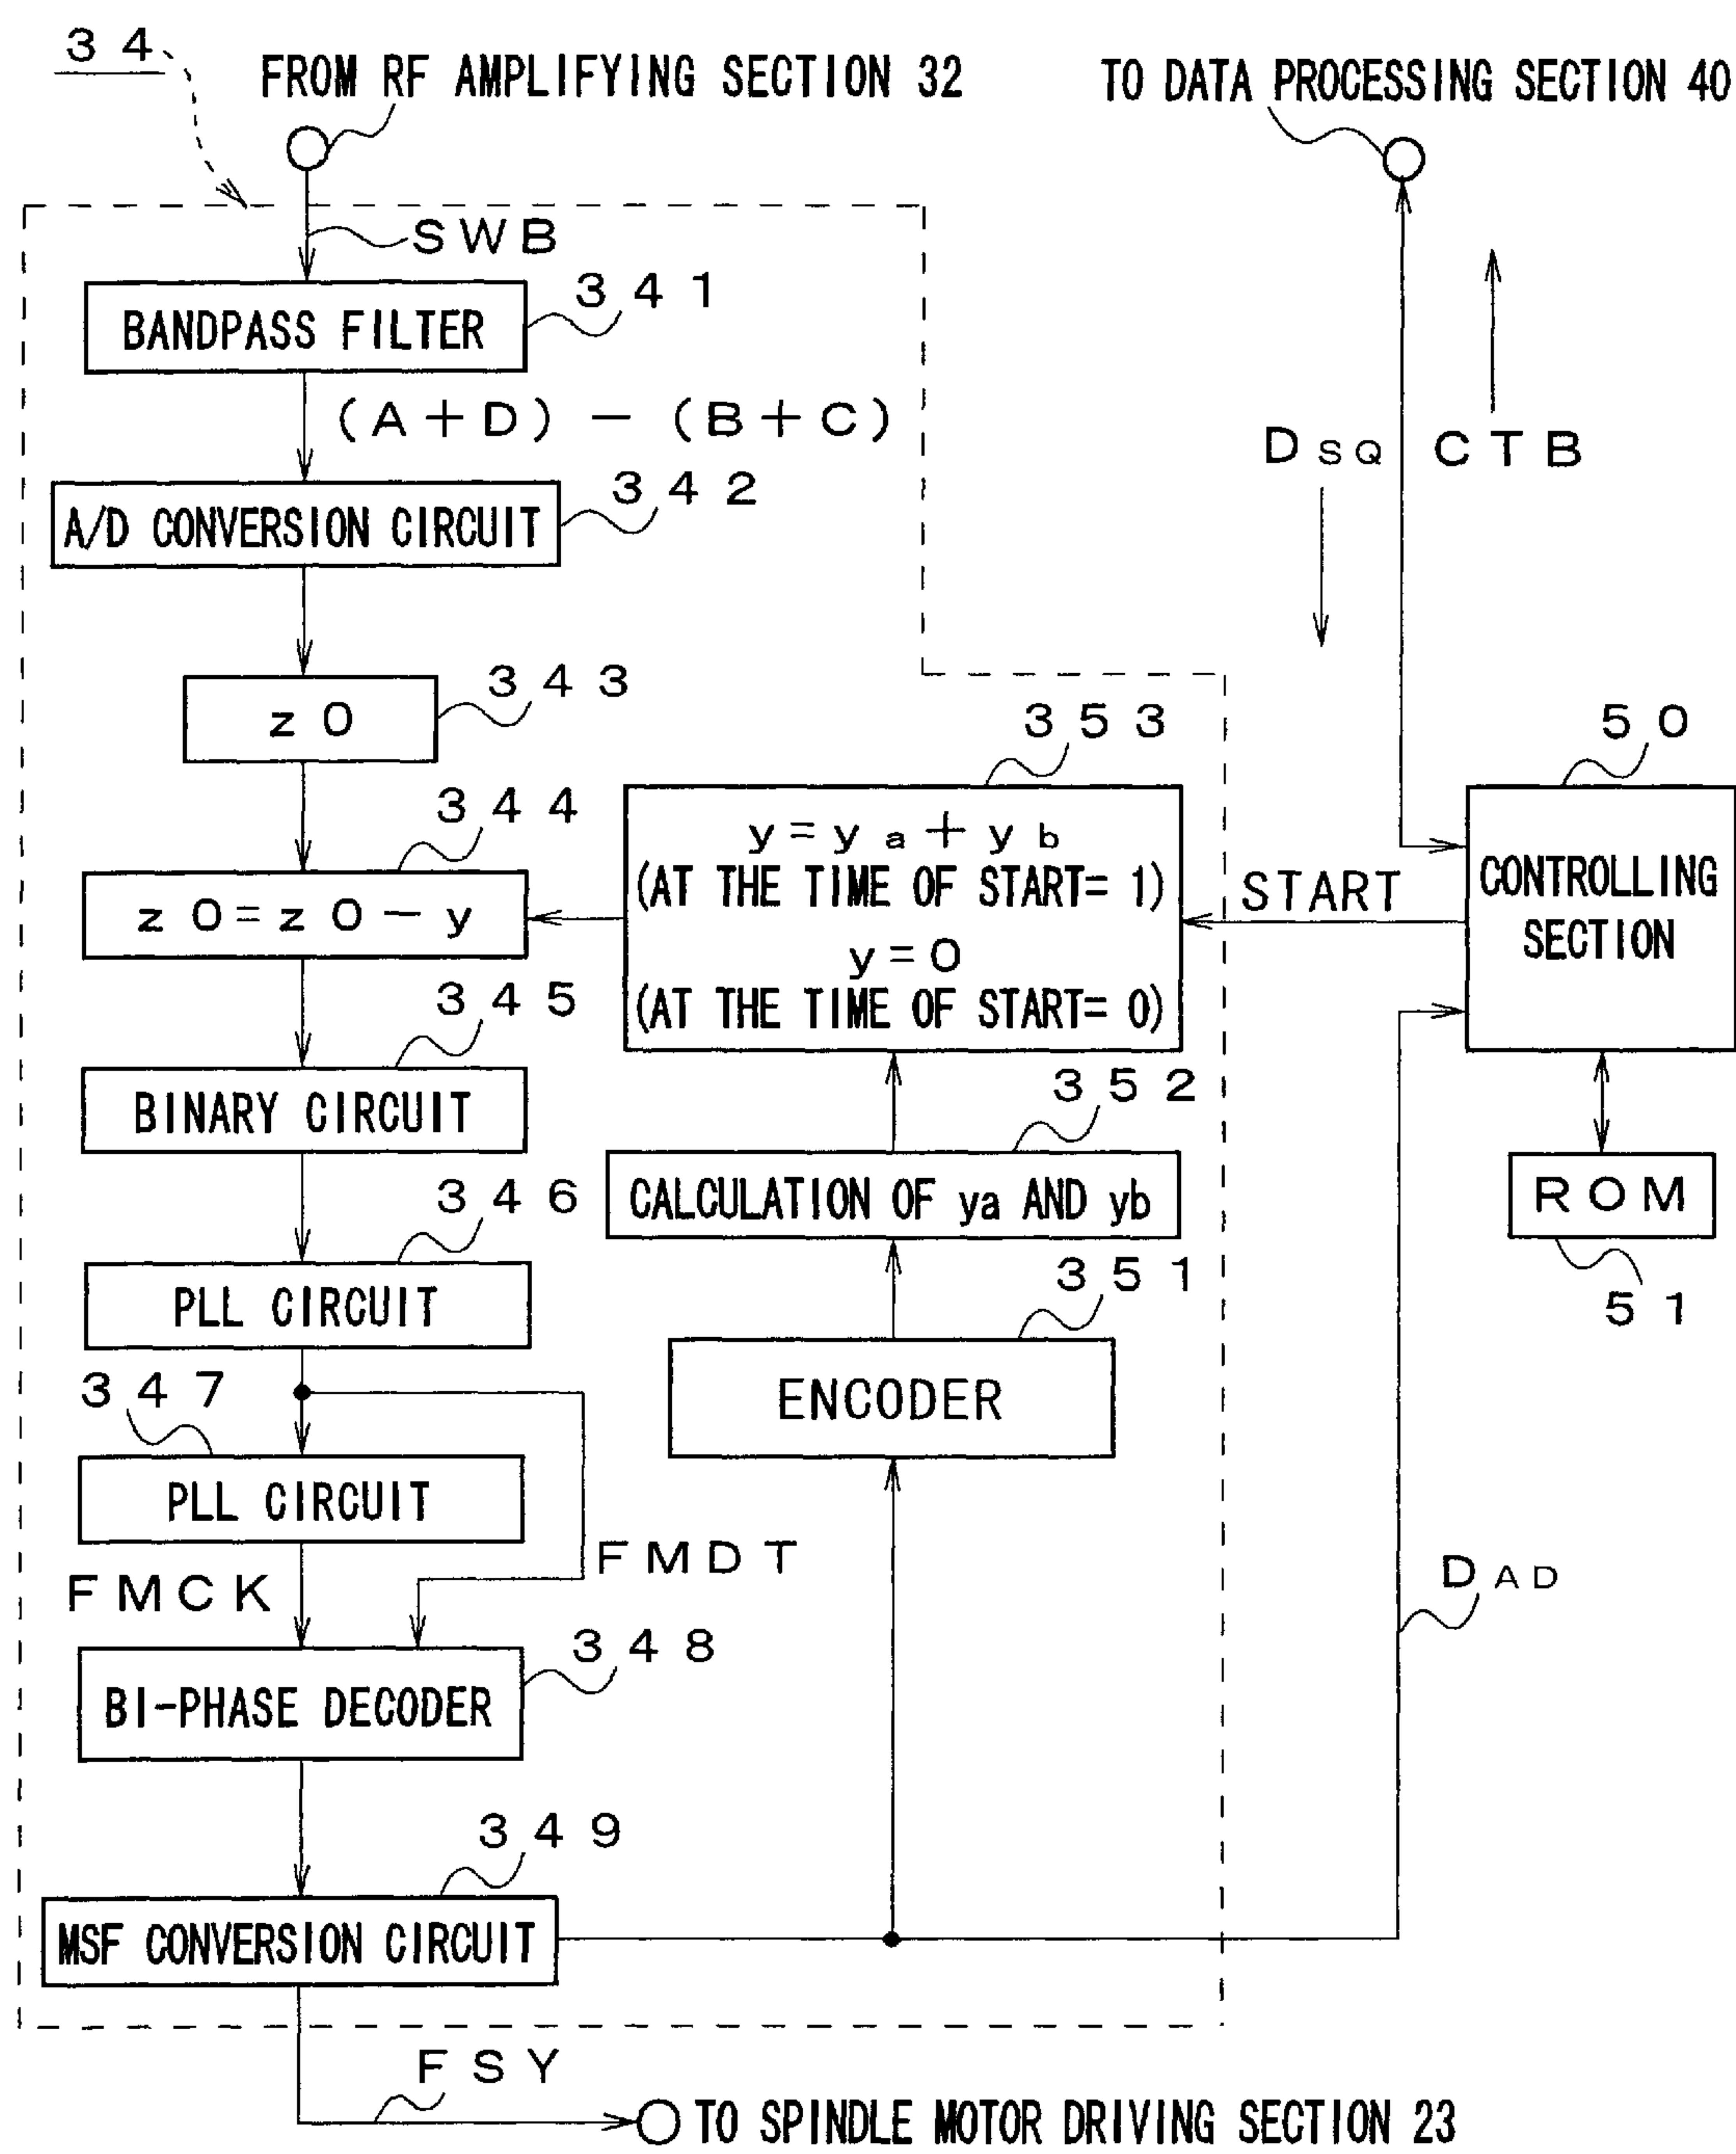 34
FROM RF AMPLIFYING SECTION 32
TO DATA PROCESSING SECTION 40
SWB
341
BANDPASS FILTER
(A+D)-(B+C)
342
A/D CONVERSION CIRCUIT
DSQ
CTB
343
z0
353
50
344
y=ya+yb
(AT THE TIME OF START= 1)
y=0
(AT THE TIME OF START= 0)
START
CONTROLLING
SECTION
z0=z0-y
345
BINARY CIRCUIT
352
CALCULATION OF ya AND yb
ROM
51
346
PLL CIRCUIT
351
ENCODER
347
PLL CIRCUIT
FMDT
FMCK
DAD
348
BI-PHASE DECODER
349
MSF CONVERSION CIRCUIT
FSY
TO SPINDLE MOTOR DRIVING SECTION 23